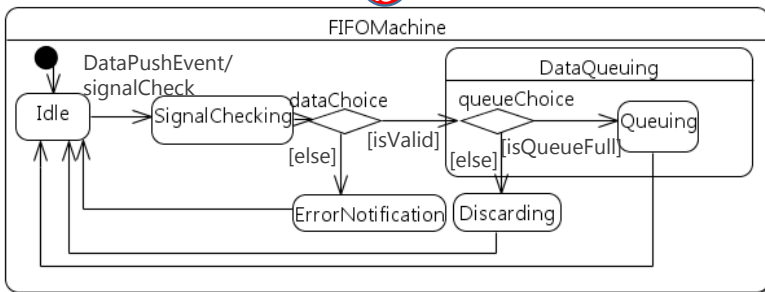 FIFOMachine
DataPushEvent/
signalCheck
DataQueuing
Idle
SignalChecking
dataChoice
queueChoice
Queuing
[isValid]
[isQueueFull]
[else]
[else]
ErrorNotification
Discarding